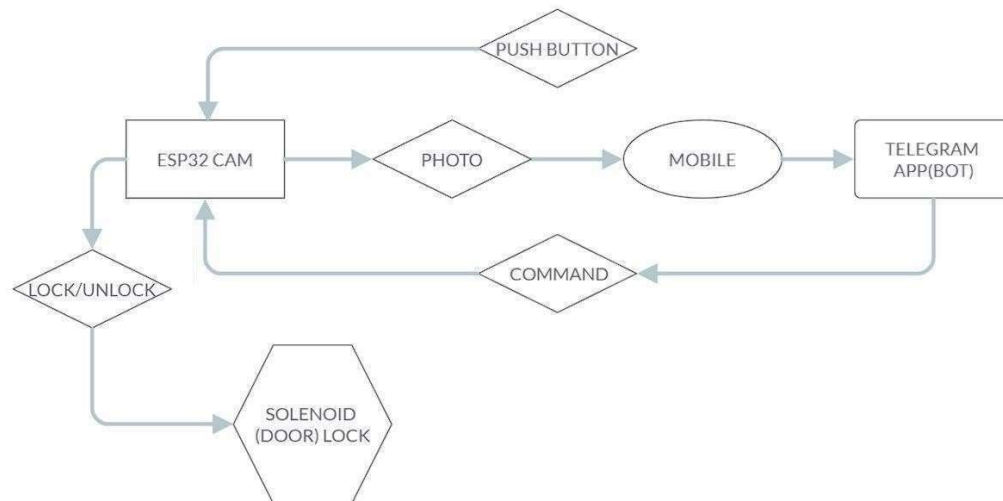 PUSH BUTTON
ESP32 CAM
PHOTO
MOBILE
TELEGRAM
APP(BOT)
COMMAND
LOCK/UNLOCK
SOLENOID
(DOOR) LOCK